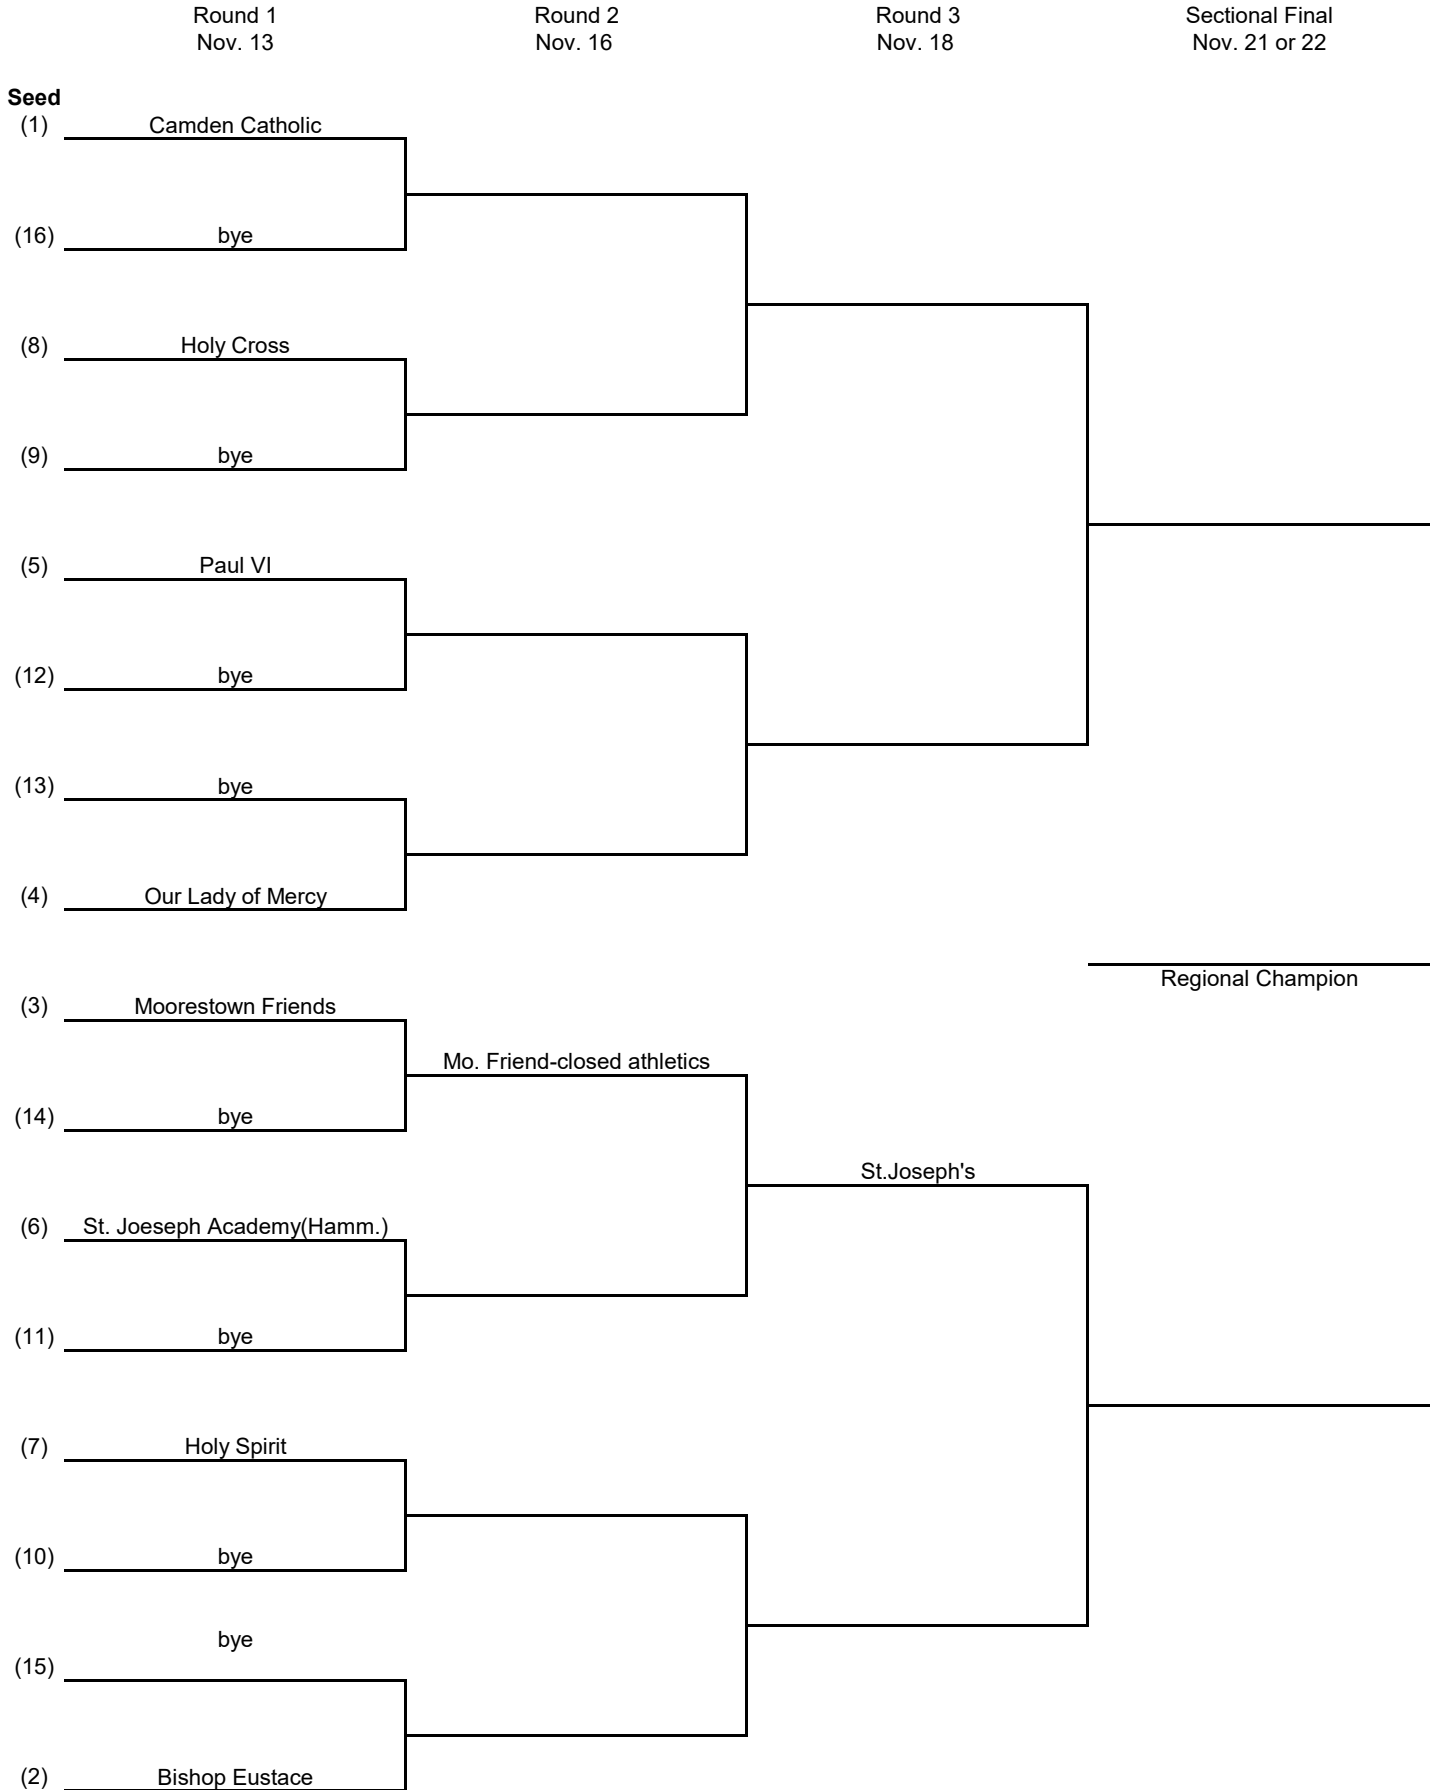 Round 1 Round 2 Round 3 Sectional Final
Nov. 13 Nov. 16 Nov. 18 Nov. 21 or 22
Seed
(1) Camden Catholic
(16) bye
(8) Holy Cross
(9) bye
(5) Paul VI
(12) bye
(13) bye
(4) Our Lady of Mercy
Regional Champion
(3) Moorestown Friends
Mo. Friend-closed athletics
(14) bye
St.Joseph's
(6) St. Joeseph Academy(Hamm.)
(11) bye
(7) Holy Spirit
(10) bye
bye
(15)
(2) Bishop Eustace